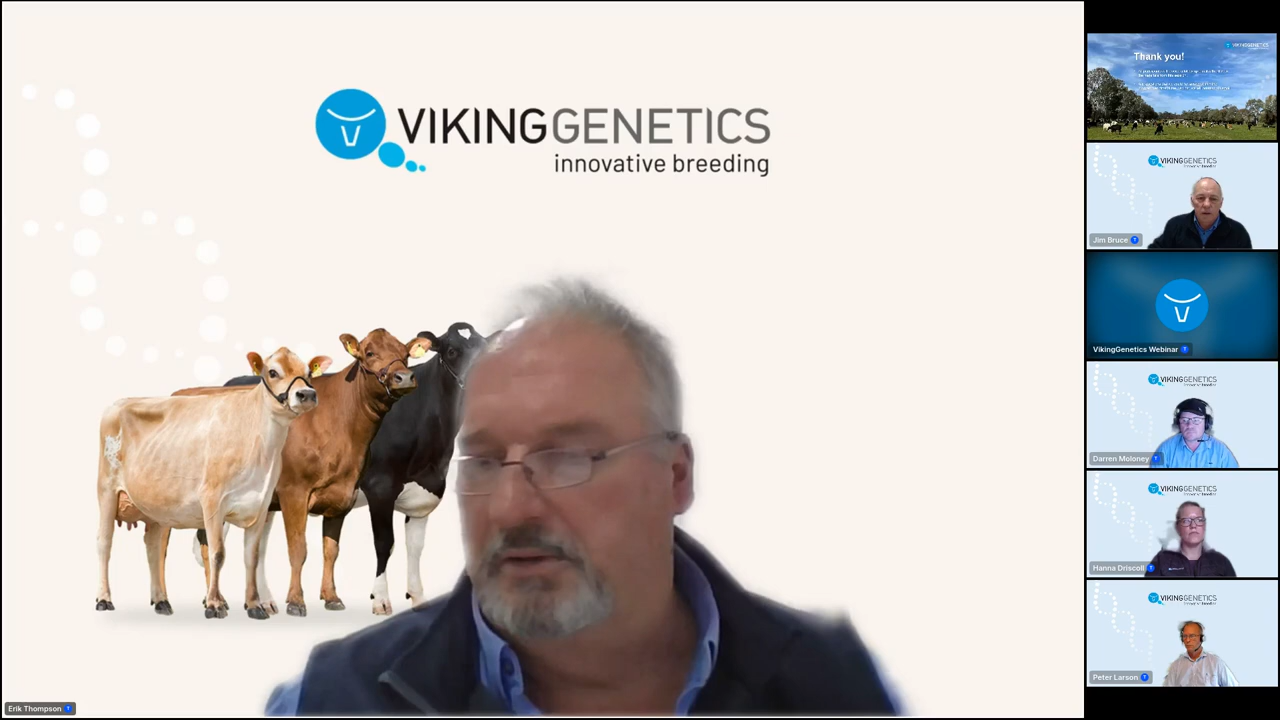 VIKINGGENETICS
innovative breeding
Erik Thompson
VIKINGGENETICS
Thank you!
VIKINGGENETICS
Jim Bruce
VikingGenetics Webinar
VIKINGGENETICS
Darren Moloney
VIKINGGENETICS
Hanna Driscoll
VIKINGGENETICS
Peter Larson